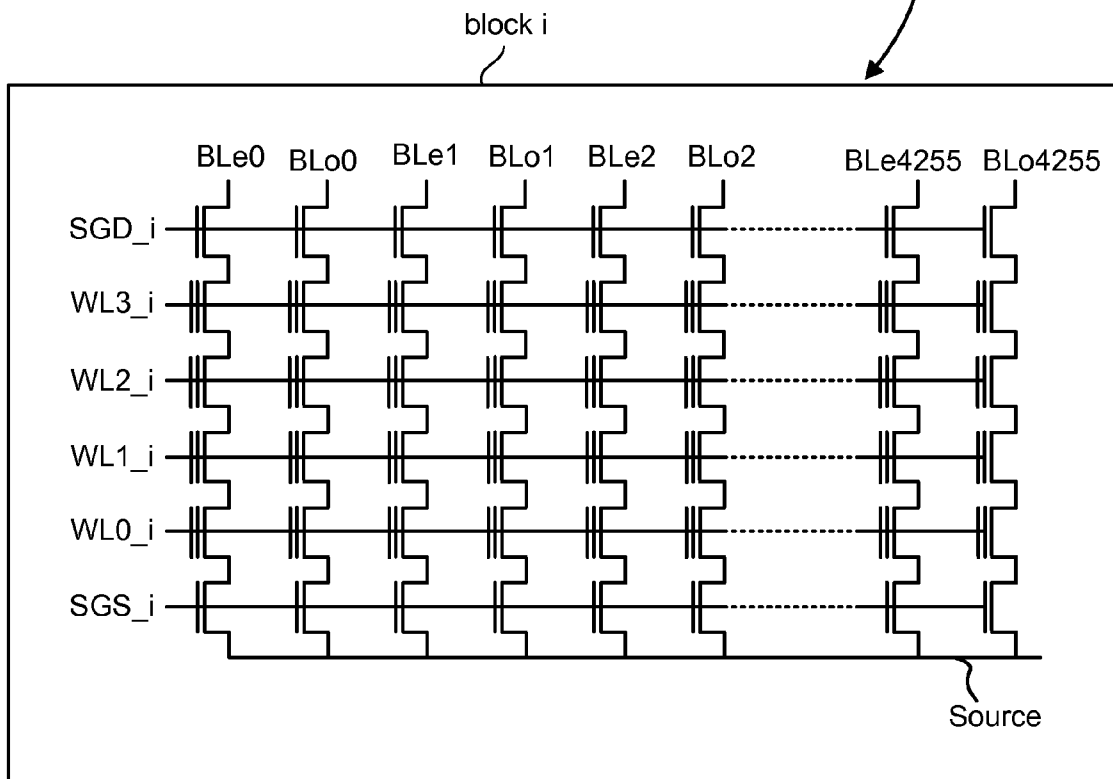 block i
BLe0 BLo0 BLe1 BLo1 BLe2 BLo2 BLe4255 BLo4255
SGD_i
WL3_i
WL2_i
WL1_i
WL0_i
SGS_i
Source